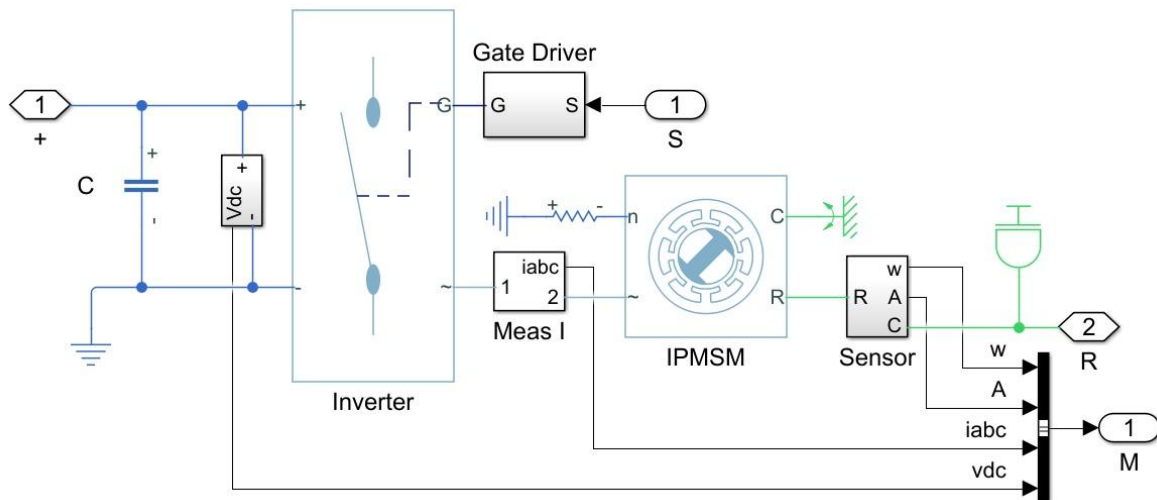 Gate Driver
1
+
+
G
G
S
1
S
C
+
-
+
Vdc
-
+
-
n
C
iabc
w
1
2
~
~
R
R
A
C
-
Meas I
IPMSM
Sensor
2
R
Inverter
w
A
iabc
vdc
1
M